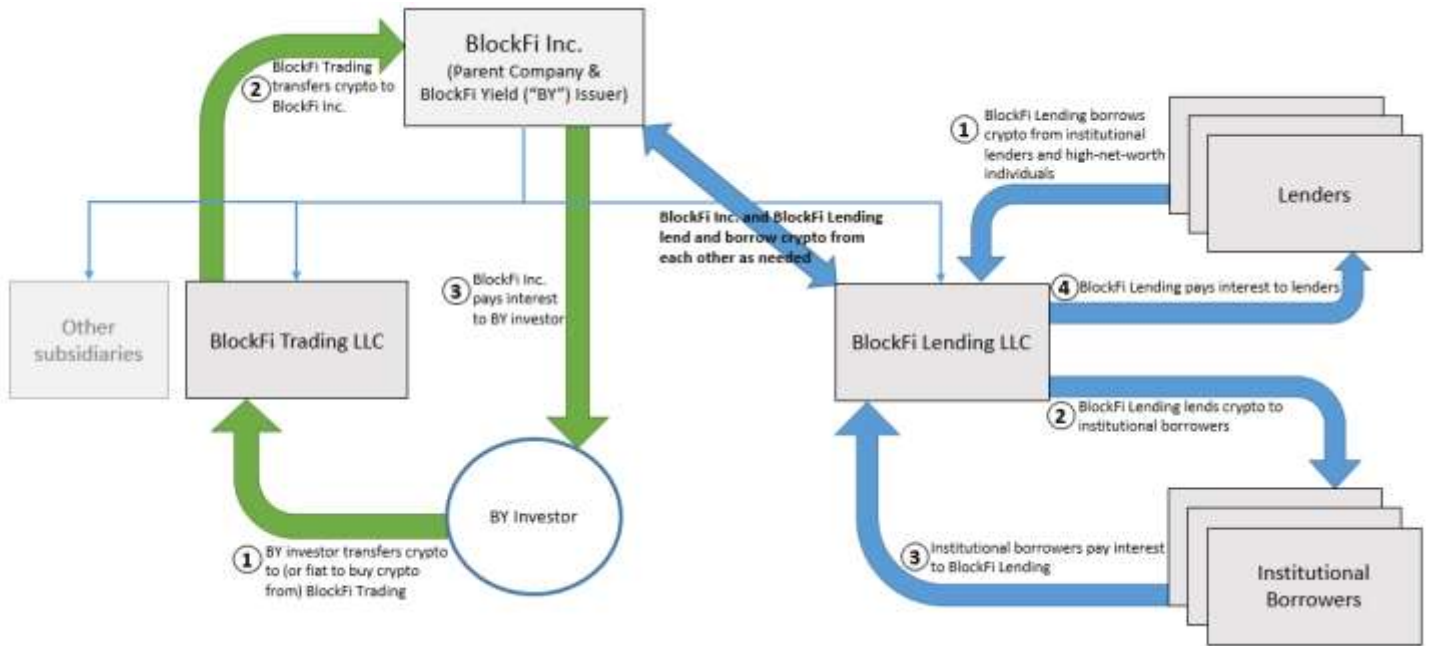 BlockFi Inc.
(Parent Company &
BlockFi Yield ("BY") Issuer)
2
BlockFi Trading
transfers crypto to
BlockFi Inc.
1
BlockFi Lending borrows
crypto from institutional
lenders and high-net-worth
individuals
Lenders
BlockFi Inc. and BlockFi Lending
lend and borrow crypto from
each other as needed
3
BlockFi Inc.
pays interest
to BY investor
4
BlockFi Lending pays interest to lenders
Other
subsidiaries
BlockFi Trading LLC
BlockFi Lending LLC
2
BlockFi Lending lends crypto to
institutional borrowers
BY Investor
1
BY investor transfers crypto
to (or fiat to buy crypto
from) BlockFi Trading
3
Institutional borrowers pay interest
to BlockFi Lending
Institutional
Borrowers